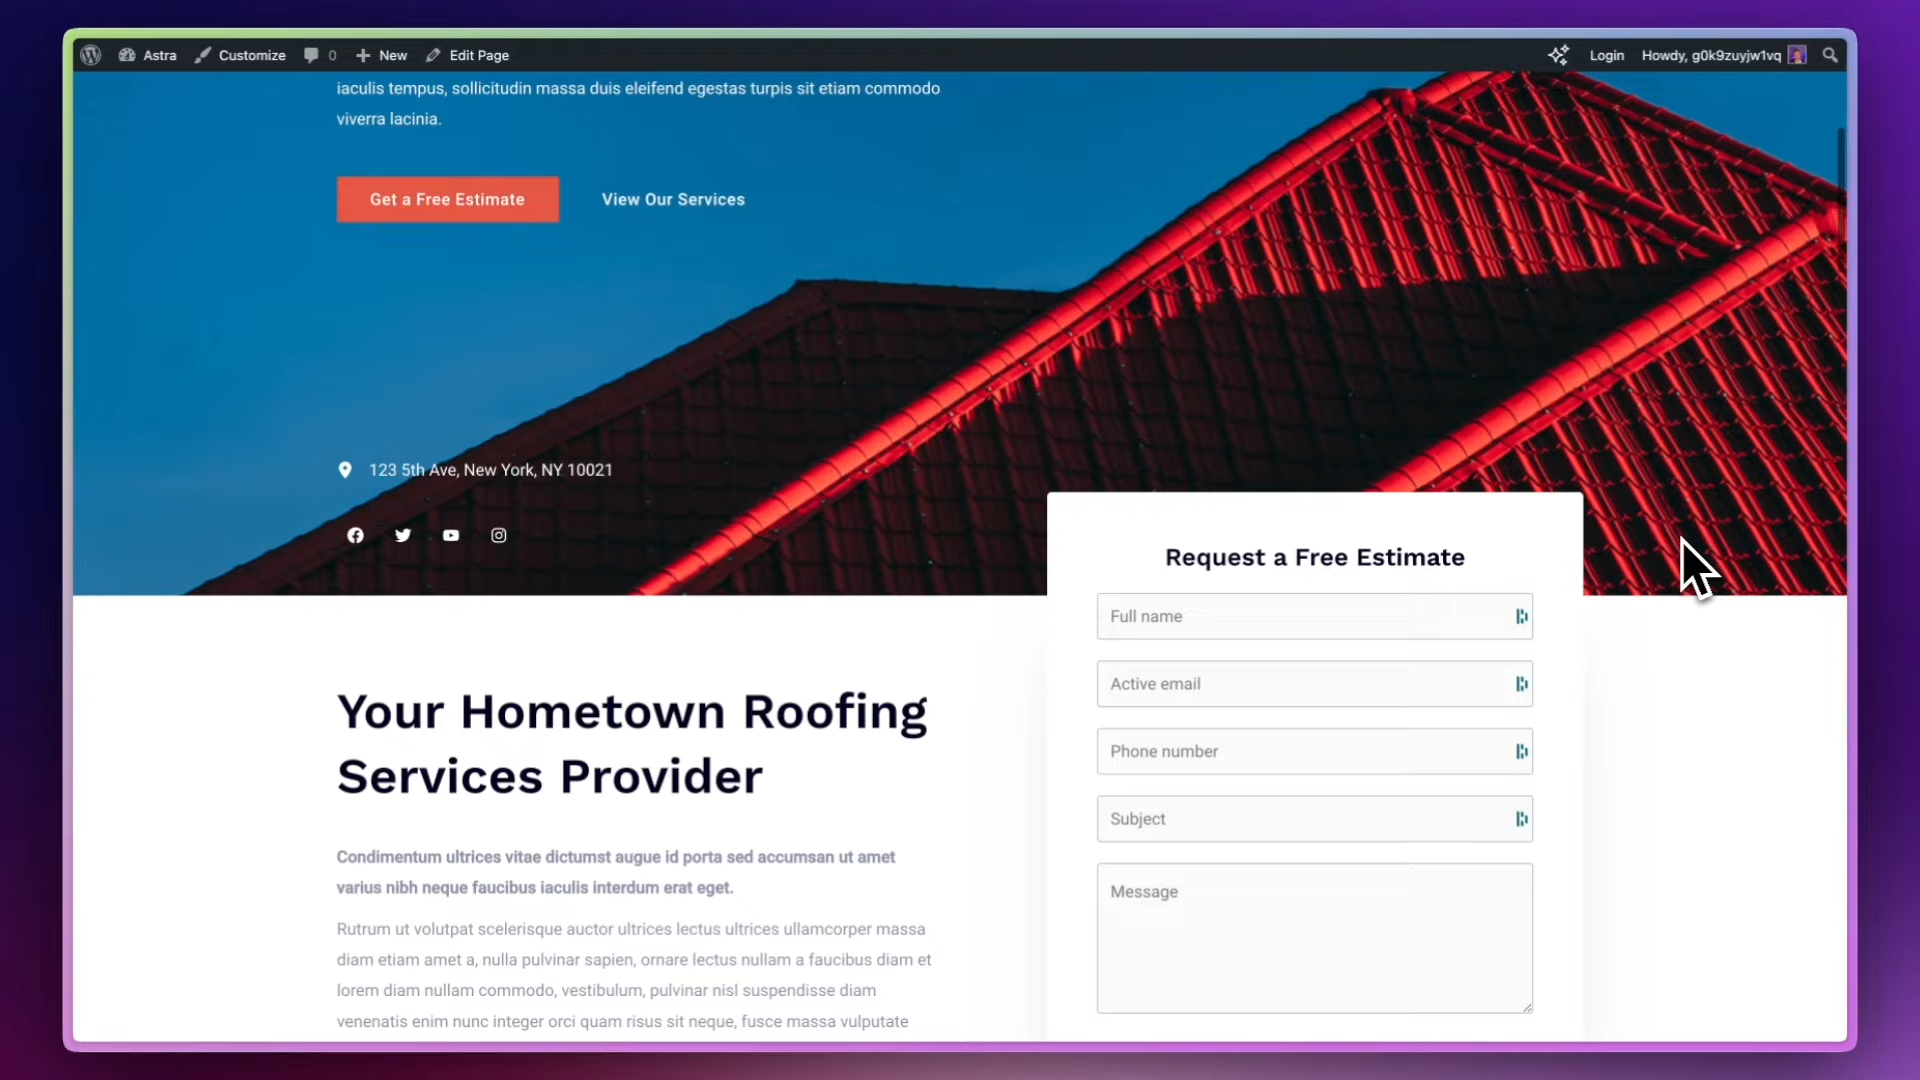 Astra Customize 0 New Edit Page Login Howdy, g0k9zuyjw1vq
iaculis tempus, sollicitudin massa duis eleifend egestas turpis sit etiam commodo
viverra lacinia.
Get a Free Estimate View Our Services
123 5th Ave, New York, NY 10021
Request a Free Estimate
Full name
Active email
Phone number
Subject
Message
Your Hometown Roofing
Services Provider
Condimentum ultrices vitae dictumst augue id porta sed accumsan ut amet
varius nibh neque faucibus iaculis interdum erat eget.
Rutrum ut volutpat scelerisque auctor ultrices lectus ultrices ullamcorper massa
diam etiam amet a, nulla pulvinar sapien, ornare lectus nullam a faucibus diam et
lorem diam nullam commodo, vestibulum, pulvinar nisl suspendisse diam
venenatis enim nunc integer orci quam risus sit neque, fusce massa vulputate